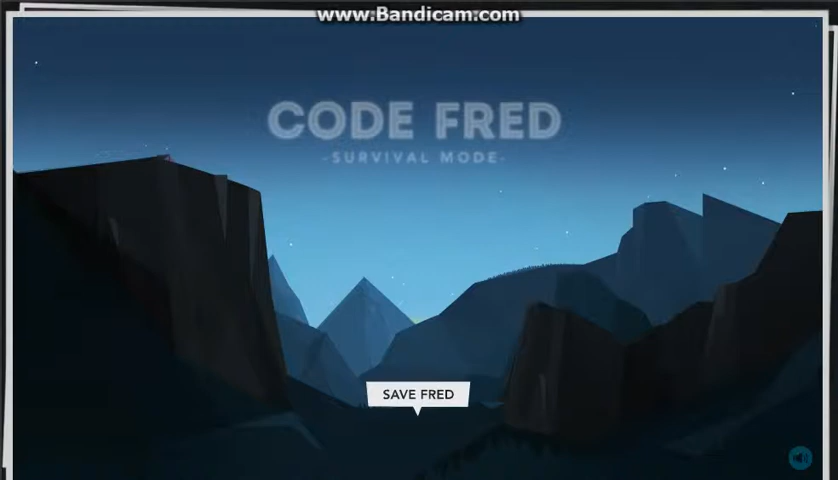 www.Bandicam.com
CODE FRED
-SURVIVAL MODE-
SAVE FRED